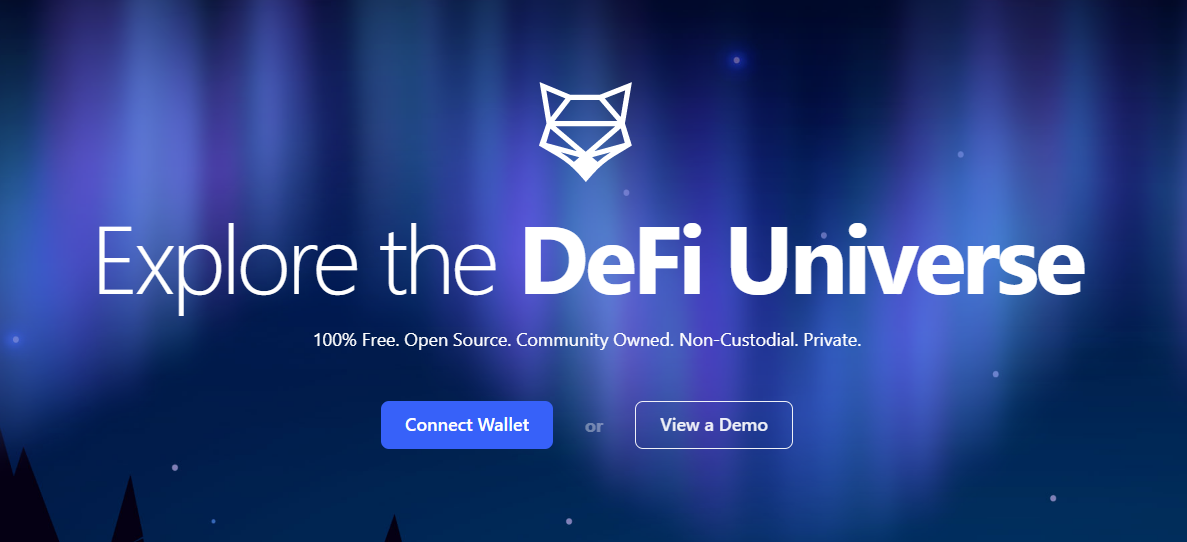 Explore the DeFi Universe
100% Free. Open Source. Community Owned. Non-Custodial. Private.
Connect Wallet or View a Demo